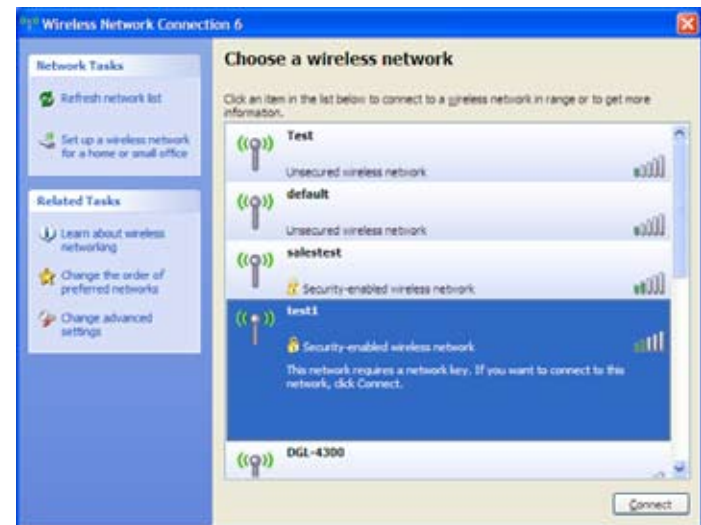 Wireless Network Connection 6
Network Tasks
Refresh network list
Set up a wireless network
for a home or small office
Related Tasks
Learn about wireless
networking
Change the order of
preferred networks
Change advanced
settings
Choose a wireless network
Click an item in the list below to connect to a wireless network in range or to get more
information.
Test
Unsecured wireless network
default
Unsecured wireless network
salestest
Security-enabled wireless network
test1
Security-enabled wireless network
This network requires a network key. If you want to connect to this
network, click Connect.
DGL-4300
Connect